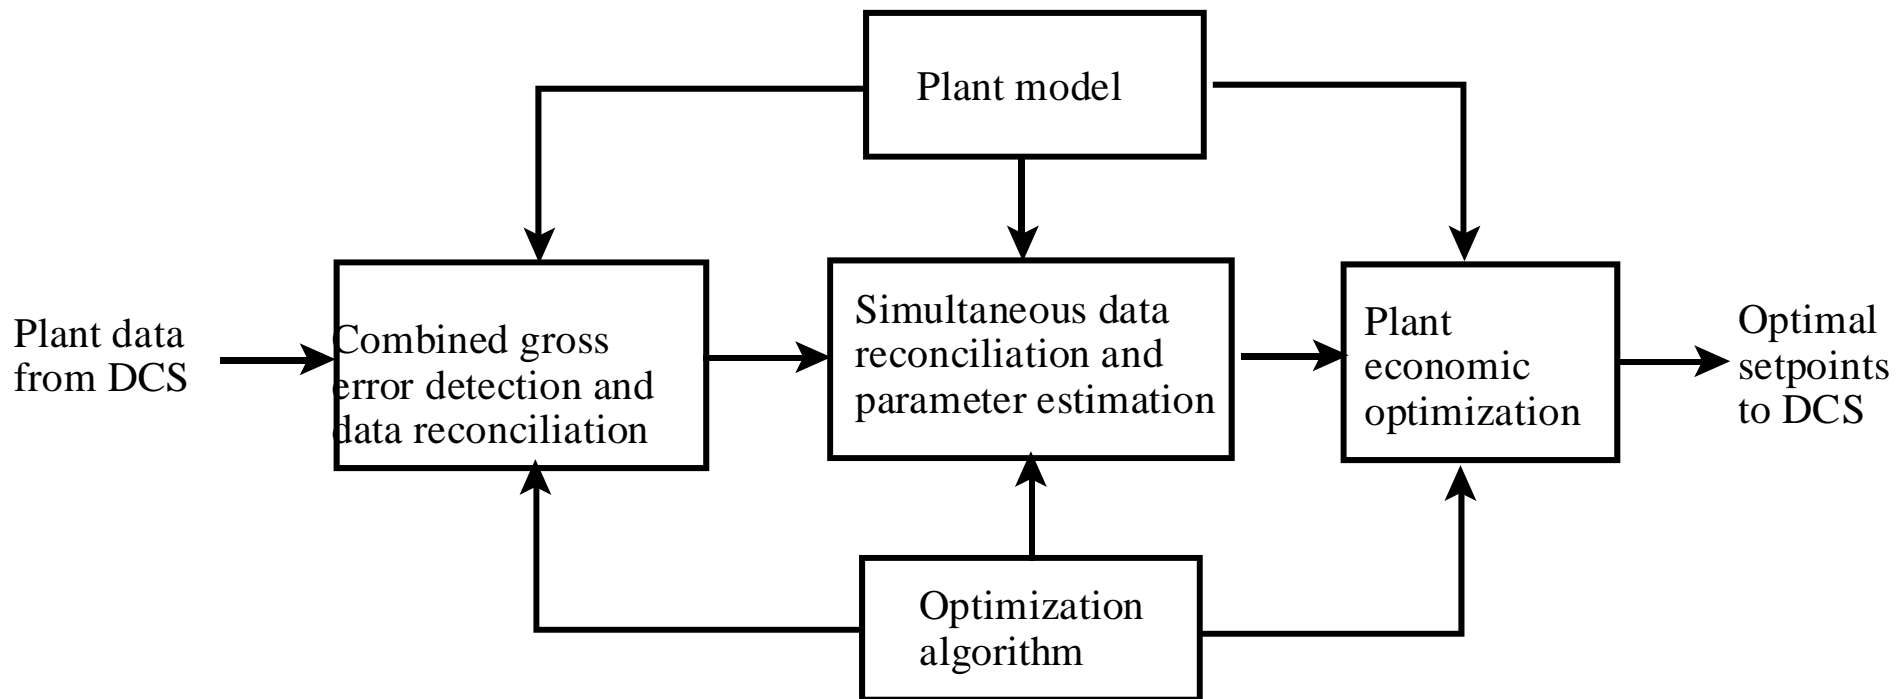 Plant model
Plant data
from DCS
Combined gross
error detection and
data reconciliation
Simultaneous data
reconciliation and
parameter estimation
Plant
economic
optimization
Optimal
setpoints
to DCS
Optimization
algorithm